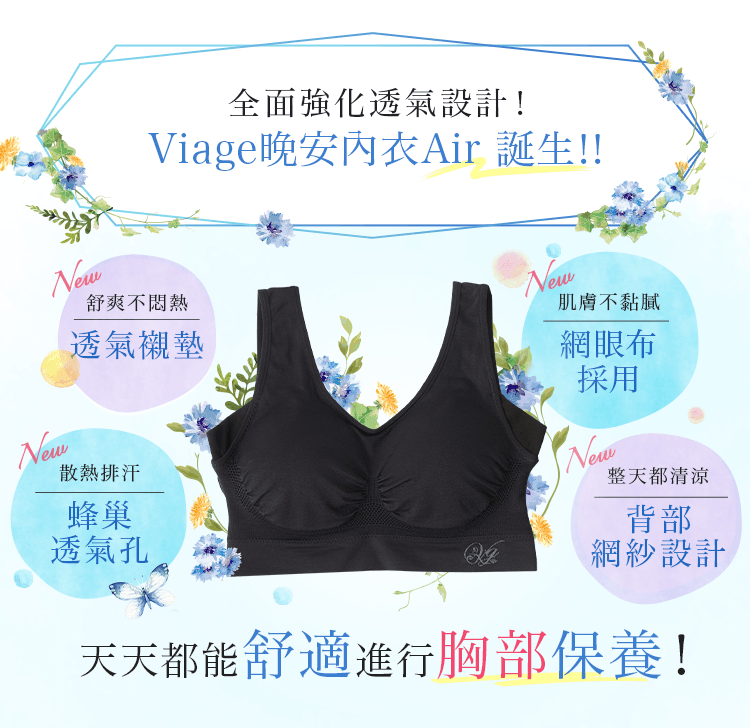 全面強化透氣設計！
Viage晚安內衣Air 誕生!!
New
舒爽不悶熱
透氣襯墊
New
肌膚不黏膩
網眼布
採用
New
散熱排汗
蜂巢
透氣孔
New
整天都清涼
背部
網紗設計
Vg
天天都能舒適進行胸部保養！